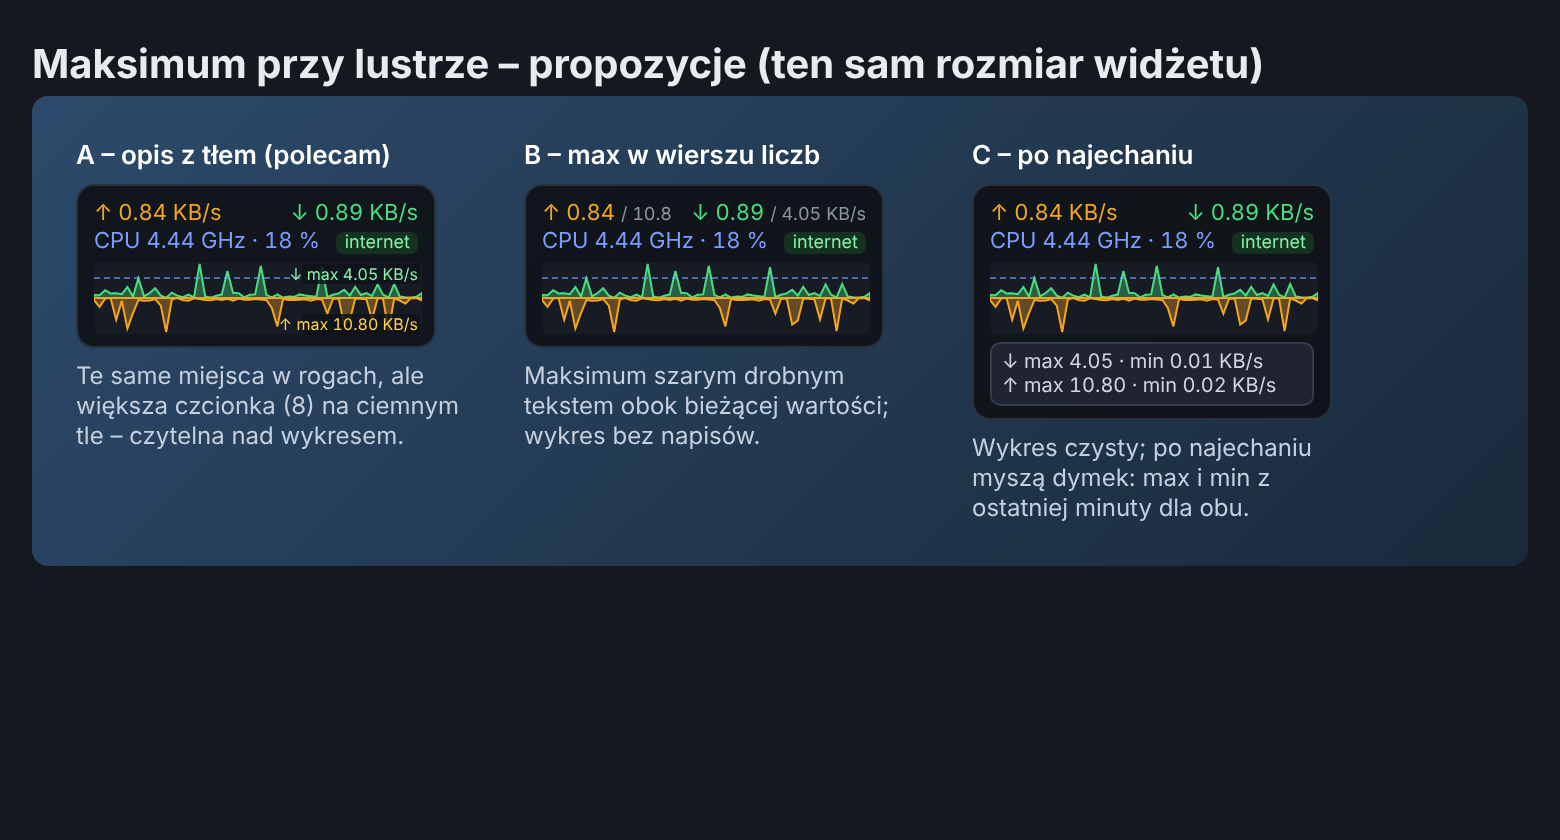 Maksimum przy lustrze – propozycje (ten sam rozmiar widżetu)
A – opis z tłem (polecam)
↑ 0.84 KB/s ↓ 0.89 KB/s
CPU 4.44 GHz · 18 % internet
↓ max 4.05 KB/s
↑ max 10.80 KB/s
Te same miejsca w rogach, ale
większa czcionka (8) na ciemnym
tle – czytelna nad wykresem.
B – max w wierszu liczb
↑ 0.84 / 10.8 ↓ 0.89 / 4.05 KB/s
CPU 4.44 GHz · 18 % internet
Maksimum szarym drobnym
tekstem obok bieżącej wartości;
wykres bez napisów.
C – po najechaniu
↑ 0.84 KB/s ↓ 0.89 KB/s
CPU 4.44 GHz · 18 % internet
↓ max 4.05 · min 0.01 KB/s
↑ max 10.80 · min 0.02 KB/s
Wykres czysty; po najechaniu
myszą dymek: max i min z
ostatniej minuty dla obu.